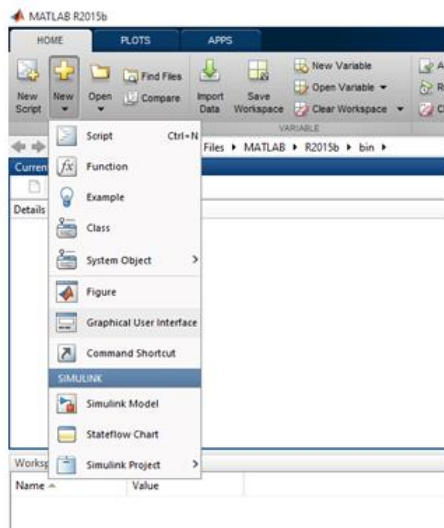 MATLAB R2015b
HOME PLOTS APPS
New Script
New
Open
Find Files
Compare
Import Data
Save Workspace
New Variable
Open Variable
Clear Workspace
VARIABLE
Files MATLAB R2015b bin
Current
Details
Script Ctrl+N
Function
Example
Class
System Object
Figure
Graphical User Interface
Command Shortcut
SIMULINK
Simulink Model
Stateflow Chart
Simulink Project
Name Value